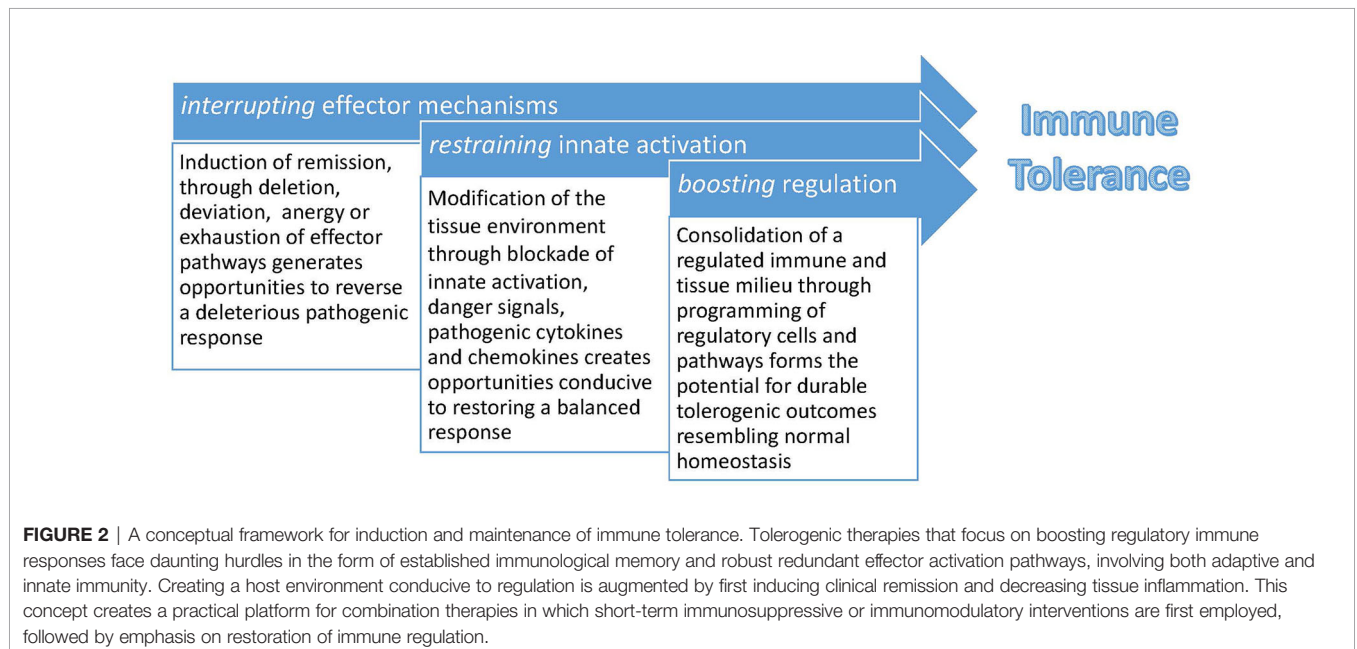 interrupting effector mechanisms
Induction of remission,
through deletion,
deviation, anergy or
exhaustion of effector
pathways generates
opportunities to reverse
a deleterious pathogenic
response
restraining innate activation
Modification of the
tissue environment
through blockade of
innate activation,
danger signals,
pathogenic cytokines
and chemokines creates
opportunities conducive
to restoring a balanced
response
boosting regulation
Consolidation of a
regulated immune and
tissue milieu through
programming of
regulatory cells and
pathways forms the
potential for durable
tolerogenic outcomes
resembling normal
homeostasis
Immune
Tolerance
FIGURE 2 | A conceptual framework for induction and maintenance of immune tolerance. Tolerogenic therapies that focus on boosting regulatory immune
responses face daunting hurdles in the form of established immunological memory and robust redundant effector activation pathways, involving both adaptive and
innate immunity. Creating a host environment conducive to regulation is augmented by first inducing clinical remission and decreasing tissue inflammation. This
concept creates a practical platform for combination therapies in which short-term immunosuppressive or immunomodulatory interventions are first employed,
followed by emphasis on restoration of immune regulation.